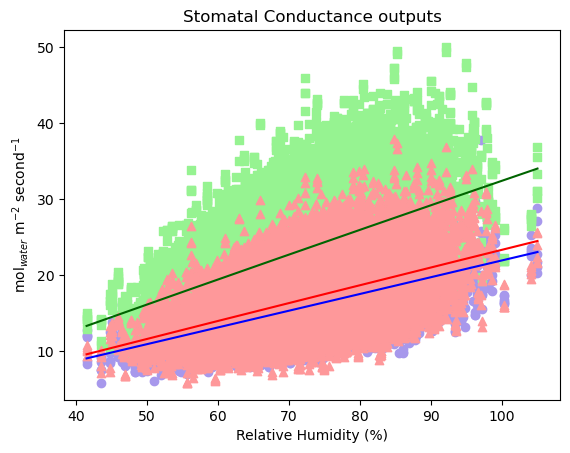 Stomatal Conductance outputs
50
40
30
20
10
mol_water m⁻² second⁻¹
40 50 60 70 80 90 100
Relative Humidity (%)